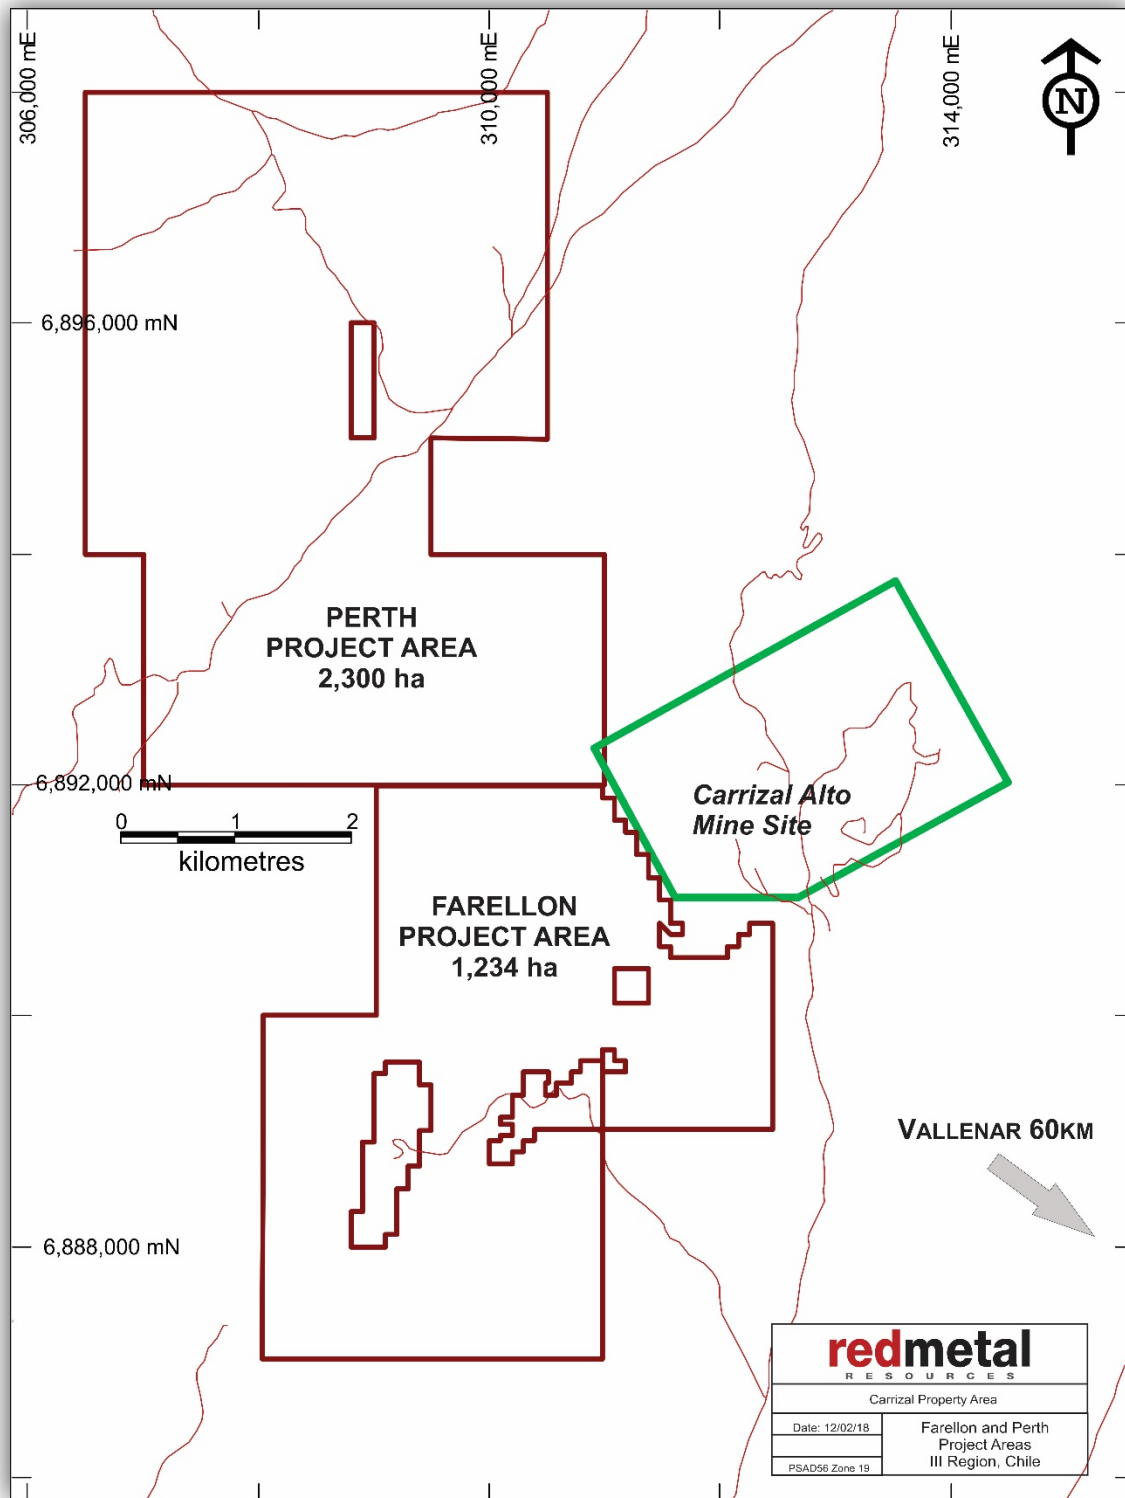 306,000 mE
310,000 mE
314,000 mE
N
6,896,000 mN
PERTH
PROJECT AREA
2,300 ha
6,892,000 mN
0 1 2
kilometres
Carrizal Alto
Mine Site
FARELLON
PROJECT AREA
1,234 ha
VALLENAR 60KM
6,888,000 mN
redmetal
RESOURCES
Carrizal Property Area
Date: 12/02/18
PSAD56 Zone 19
Farellon and Perth
Project Areas
III Region, Chile